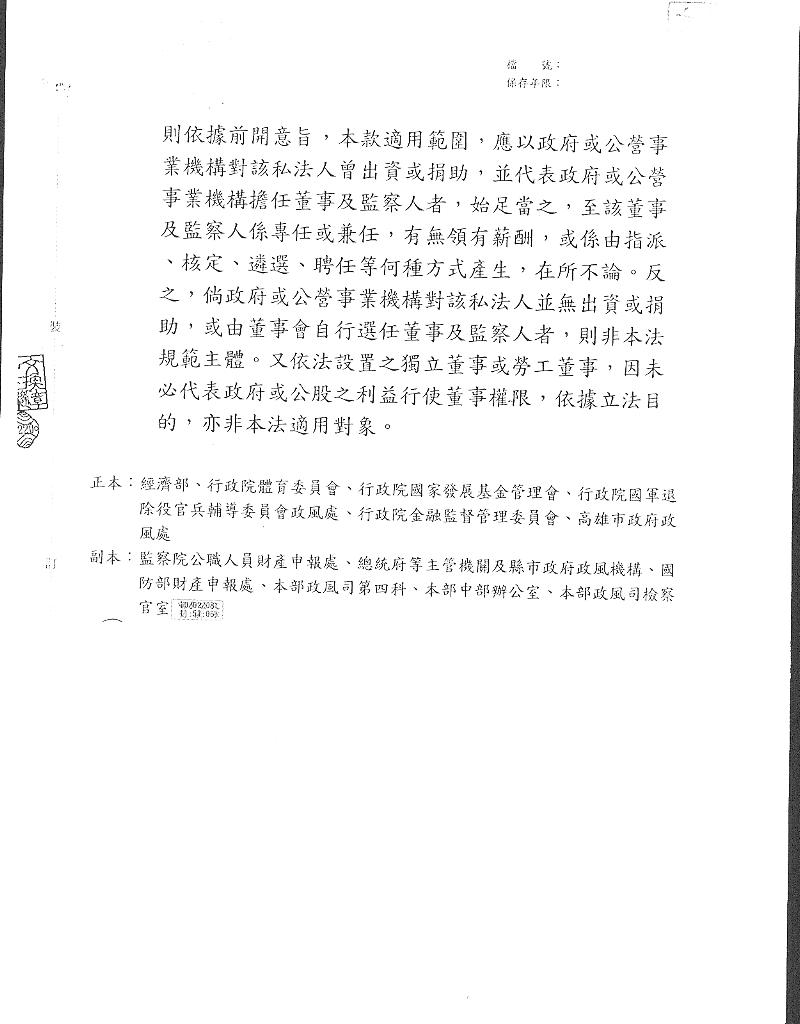 檔　　號：
保存年限：
則依據前開意旨，本款適用範圍，應以政府或公營事
業機構對該私法人曾出資或捐助，並代表政府或公營
事業機構擔任董事及監察人者，始足當之，至該董事
及監察人係專任或兼任，有無領有薪酬，或係由指派
、核定、遴選、聘任等何種方式產生，在所不論。反
之，倘政府或公營事業機構對該私法人並無出資或捐
助，或由董事會自行選任董事及監察人者，則非本法
規範主體。又依法設置之獨立董事或勞工董事，因未
必代表政府或公股之利益行使董事權限，依據立法目
的，亦非本法適用對象。
裝
訂
正本：經濟部、行政院體育委員會、行政院國家發展基金管理會、行政院國軍退
除役官兵輔導委員會政風處、行政院金融監督管理委員會、高雄市政府政
風處
副本：監察院公職人員財產申報處、總統府等主管機關及縣市政府政風機構、國
防部財產申報處、本部政風司第四科、本部中部辦公室、本部政風司檢察
官室